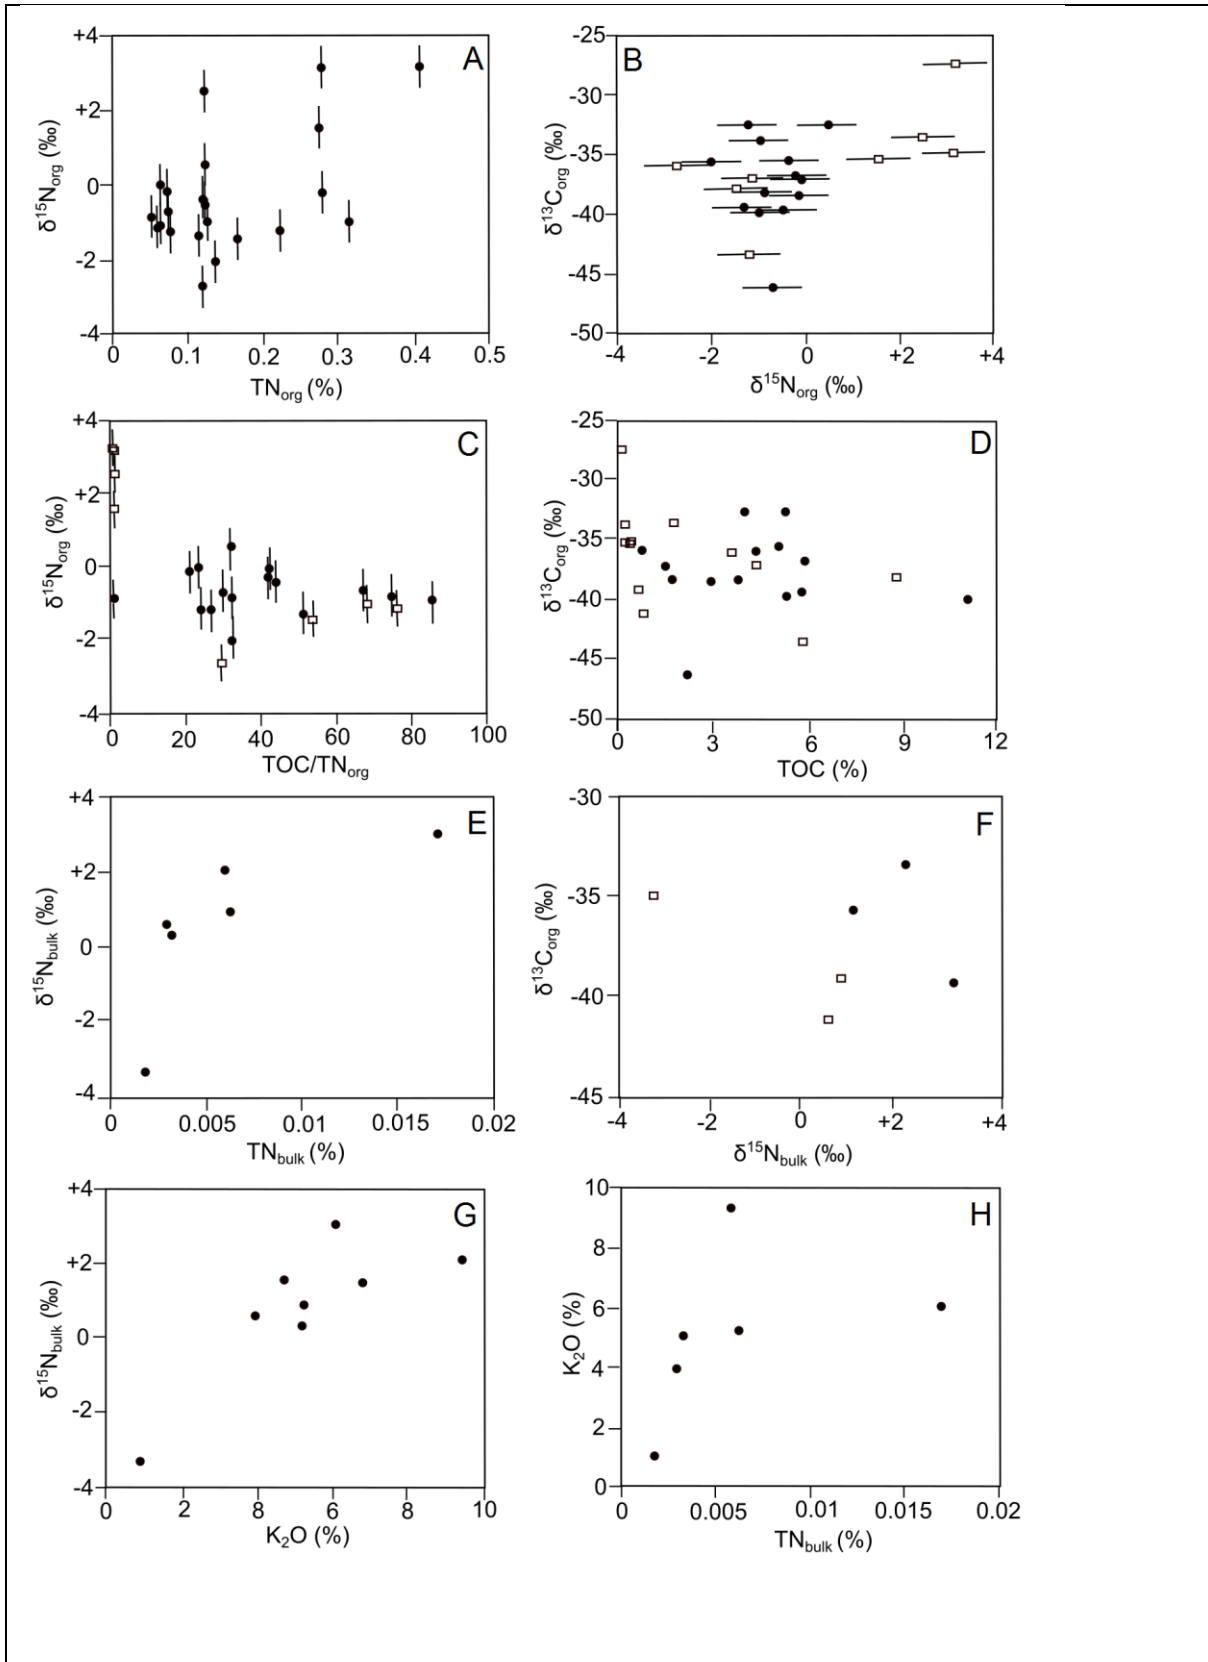 A
+4
+2
0
-2
-4
δ15Norg (‰)
0 0.1 0.2 0.3 0.4 0.5
TNorg (%)
B
-25
-30
-35
-40
-45
-50
δ13Corg (‰)
-4 -2 0 +2 +4
δ15Norg (‰)
C
+4
+2
0
-2
-4
δ15Norg (‰)
0 20 40 60 80 100
TOC/TNorg
D
-25
-30
-35
-40
-45
-50
δ13Corg (‰)
0 3 6 9 12
TOC (%)
E
+4
+2
0
-2
-4
δ15Nbulk (‰)
0 0.005 0.01 0.015 0.02
TNbulk (%)
F
-30
-35
-40
-45
δ13Corg (‰)
-4 -2 0 +2 +4
δ15Nbulk (‰)
G
+4
+2
0
-2
-4
δ15Nbulk (‰)
0 2 8 6 8 10
K2O (%)
H
10
8
6
4
2
0
K2O (%)
0 0.005 0.01 0.015 0.02
TNbulk (%)